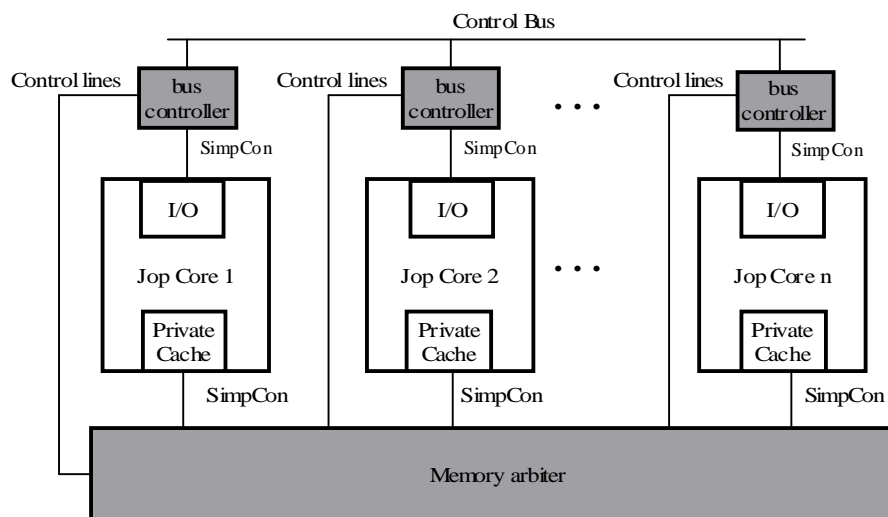 Control Bus
Control lines
bus
controller
Control lines
bus
controller
. . .
Control lines
bus
controller
SimpCon
SimpCon
SimpCon
I/O
I/O
I/O
Jop Core 1
Jop Core 2
. . .
Jop Core n
Private
Cache
Private
Cache
Private
Cache
SimpCon
SimpCon
SimpCon
Memory arbiter